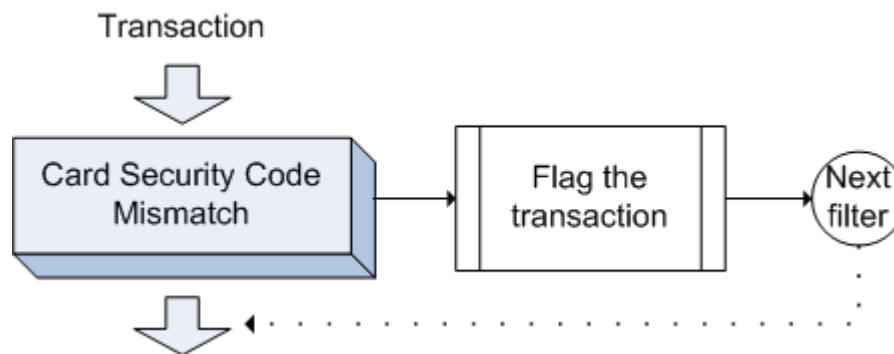 Transaction
Card Security Code
Mismatch
Flag the
transaction
Next
filter